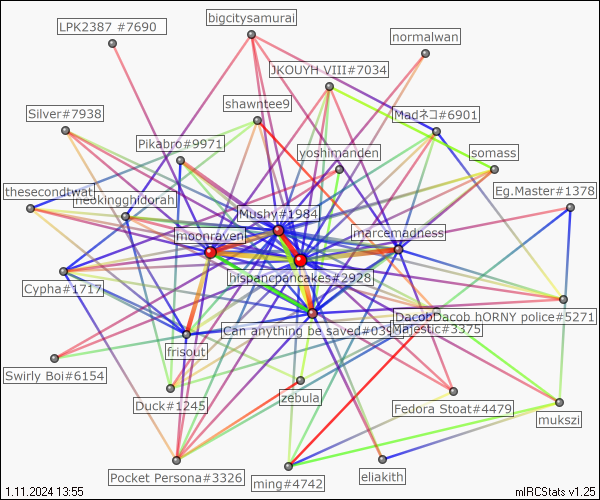 LPK2387 #7690
bigcitysamurai
normalwan
JKOUYH VIII#7034
shawntee9
Madネコ#6901
Silver#7938
Pikabro#9971
yoshimanden
somass
Eg.Master#1378
thesecondtwat
neokingghidorah
Mushy#1984
moonraven
marcemadness
hispancpancakes#2928
Cypha#1717
DacobDacob hORNY police#5271
Can anything be saved#039
Majestic#3375
frisout
Swirly Boi#6154
Duck#1245
zebula
Fedora Stoat#4479
mukszi
Pocket Persona#3326
ming#4742
eliakith
1.11.2024 13:55
mIRCStats v1.25